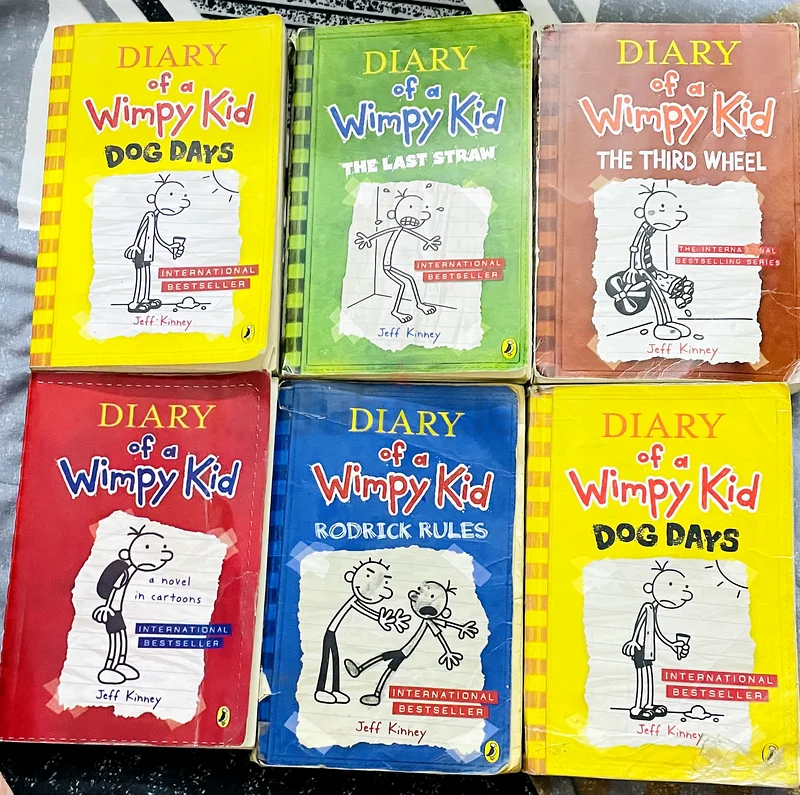 DIARY
of a
Wimpy Kid
DOG DAYS
INTERNATIONAL
BESTSELLER
Jeff Kinney
DIARY
of a
Wimpy Kid
THE LAST STRAW
INTERNATIONAL
BESTSELLER
Jeff Kinney
DIARY
of a
Wimpy Kid
THE THIRD WHEEL
THE INTERNATIONAL
BESTSELLING SERIES
Jeff Kinney
DIARY
of a
Wimpy Kid
a novel
in cartoons
INTERNATIONAL
BESTSELLER
Jeff Kinney
DIARY
of a
Wimpy Kid
RODRICK RULES
INTERNATIONAL
BESTSELLER
Jeff Kinney
DIARY
of a
Wimpy Kid
DOG DAYS
INTERNATIONAL
BESTSELLER
Jeff Kinney